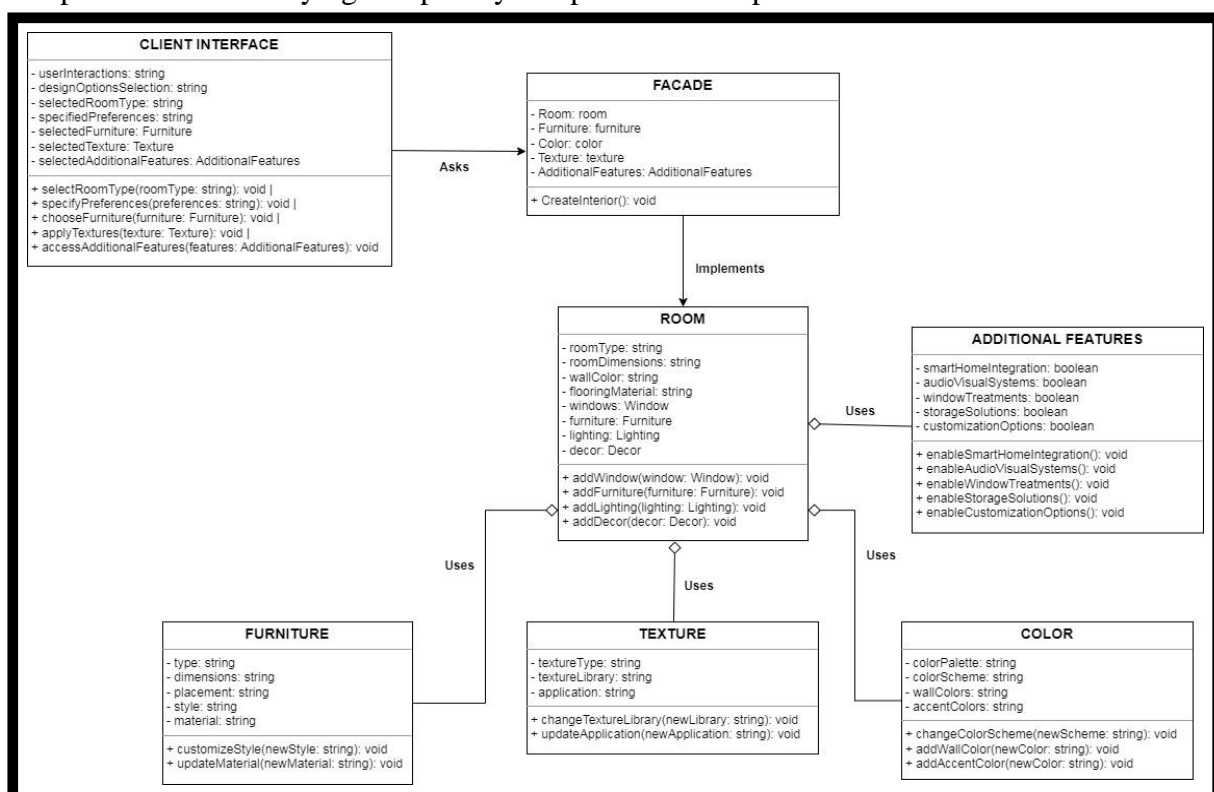 CLIENT INTERFACE
- userInteractions: string
- designOptionsSelection: string
- selectedRoomType: string
- specifiedPreferences: string
- selectedFurniture: Furniture
- selectedTexture: Texture
- selectedAdditionalFeatures: AdditionalFeatures
+ selectRoomType(roomType: string): void |
+ specifyPreferences(preferences: string): void |
+ chooseFurniture(furniture: Furniture): void |
+ applyTextures(texture: Texture): void |
+ accessAdditionalFeatures(features: AdditionalFeatures): void
Asks
FACADE
- Room: room
- Furniture: furniture
- Color: color
- Texture: texture
- AdditionalFeatures: AdditionalFeatures
+ CreateInterior(): void
Implements
ROOM
- roomType: string
- roomDimensions: string
- wallColor: string
- flooringMaterial: string
- windows: Window
- furniture: Furniture
- lighting: Lighting
- decor: Decor
+ addWindow(window: Window): void
+ addFurniture(furniture: Furniture): void
+ addLighting(lighting: Lighting): void
+ addDecor(decor: Decor): void
Uses
ADDITIONAL FEATURES
- smartHomeIntegration: boolean
- audioVisualSystems: boolean
- windowTreatments: boolean
- storageSolutions: boolean
- customizationOptions: boolean
+ enableSmartHomeIntegration(): void
+ enableAudioVisualSystems(): void
+ enableWindowTreatments(): void
+ enableStorageSolutions(): void
+ enableCustomizationOptions(): void
Uses
Uses
Uses
FURNITURE
- type: string
- dimensions: string
- placement: string
- style: string
- material: string
+ customizeStyle(newStyle: string): void
+ updateMaterial(newMaterial: string): void
TEXTURE
- textureType: string
- textureLibrary: string
- application: string
+ changeTextureLibrary(newLibrary: string): void
+ updateApplication(newApplication: string): void
COLOR
- colorPalette: string
- colorScheme: string
- wallColors: string
- accentColors: string
+ changeColorScheme(newScheme: string): void
+ addWallColor(newColor: string): void
+ addAccentColor(newColor: string): void